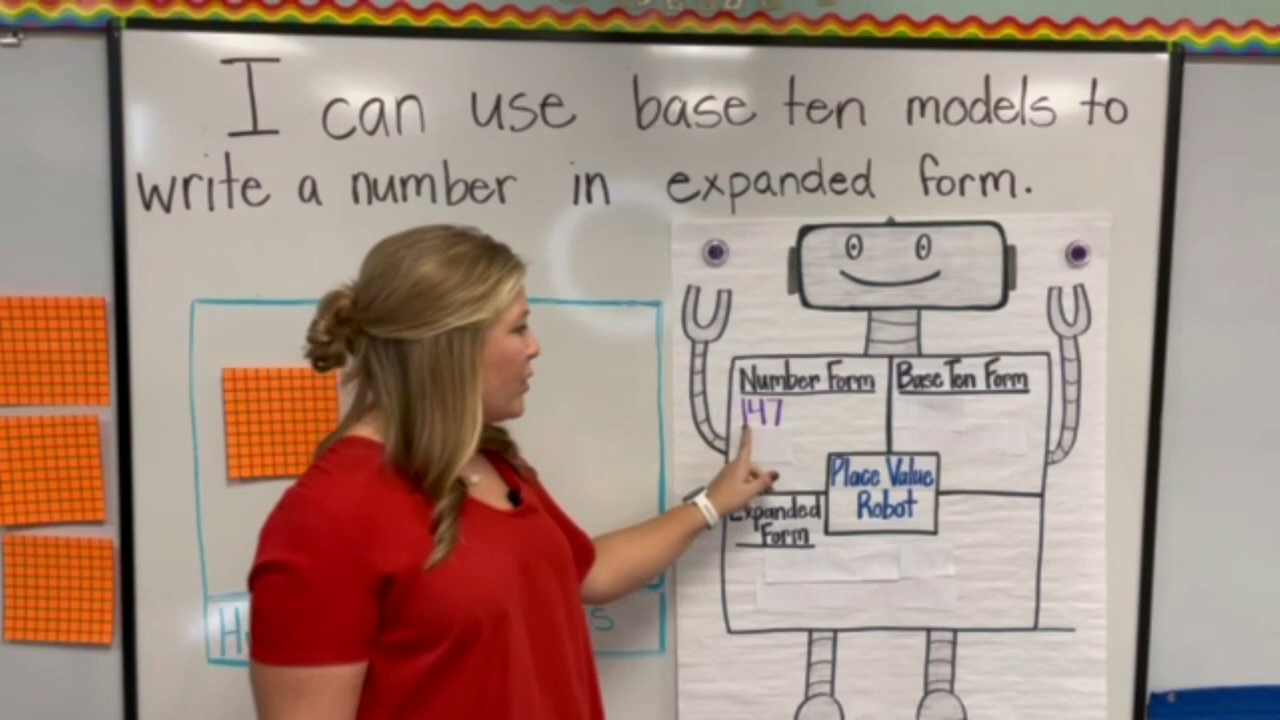 I can use base ten models to
write a number in expanded form.
Number Form
147
Base Ten Form
Place Value
Robot
Expanded
Form